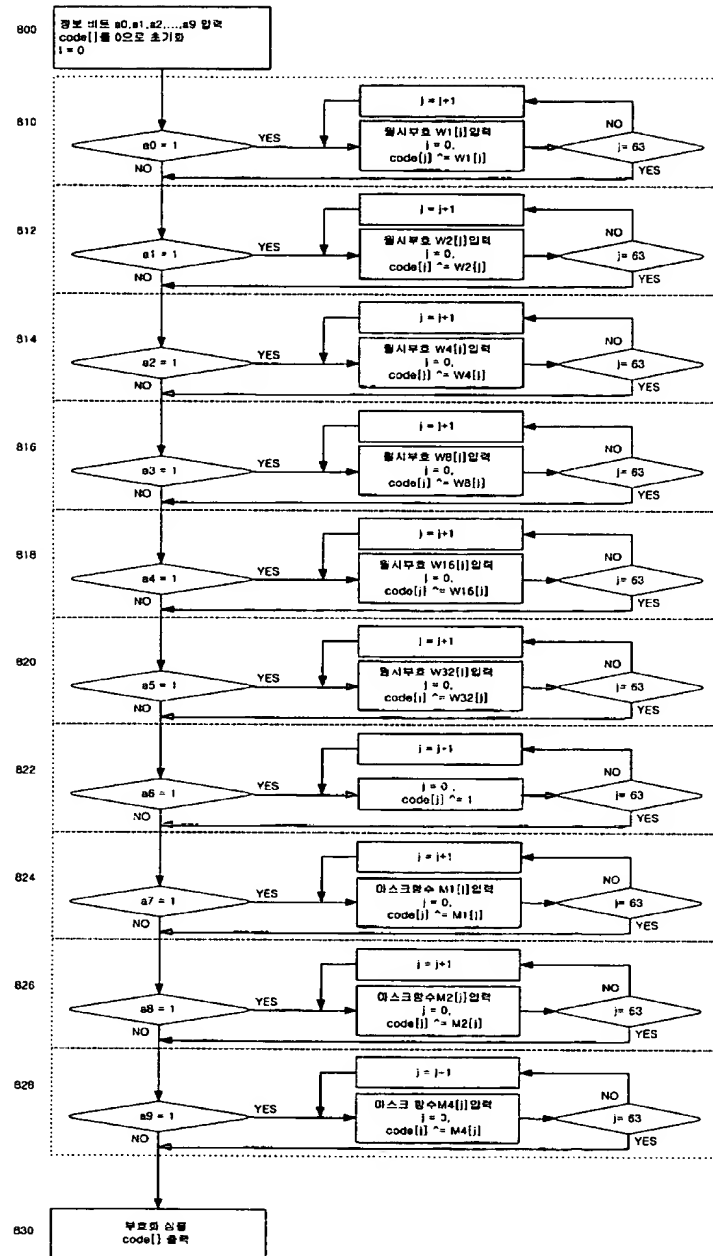 800
정보 비트 a0,a1,a2,...,a9 입력
code[]를 0으로 초기화
j = 0
810
a0 = 1
YES
NO
j = j+1
월시부호 W1[j]입력
j = 0,
code[j] ^= W1[j]
j= 63
NO
YES
812
a1 = 1
YES
NO
j = j+1
월시부호 W2[j]입력
j = 0,
code[j] ^= W2[j]
j= 63
NO
YES
814
a2 = 1
YES
NO
j = j+1
월시부호 W4[j]입력
j = 0,
code[j] ^= W4[j]
j= 63
NO
YES
816
a3 = 1
YES
NO
j = j+1
월시부호 W8[j]입력
j = 0,
code[j] ^= W8[j]
j= 63
NO
YES
818
a4 = 1
YES
NO
j = j+1
월시부호 W16[j]입력
j = 0,
code[j] ^= W16[j]
j= 63
NO
YES
820
a5 = 1
YES
NO
j = j+1
월시부호 W32[j]입력
j = 0,
code[j] ^= W32[j]
j= 63
NO
YES
822
a6 = 1
YES
NO
j = j+1
j = 0 ,
code[j] ^= 1
j= 63
NO
YES
824
a7 = 1
YES
NO
j = j+1
마스크함수 M1[j]입력
j = 0,
code[j] ^= M1[j]
j= 63
NO
YES
826
a8 = 1
YES
NO
j = j+1
마스크함수M2[j]입력
j = 0,
code[j] ^= M2[j]
j= 63
NO
YES
828
a9 = 1
YES
NO
j = j+1
마스크 함수M4[j]입력
j = 0,
code[j] ^= M4[j]
j= 63
NO
YES
830
부호화 심볼
code[] 출력